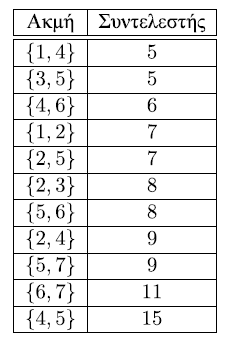 Ακμή Συντελεστής
{1, 4} 5
{3, 5} 5
{4, 6} 6
{1, 2} 7
{2, 5} 7
{2, 3} 8
{5, 6} 8
{2, 4} 9
{5, 7} 9
{6, 7} 11
{4, 5} 15